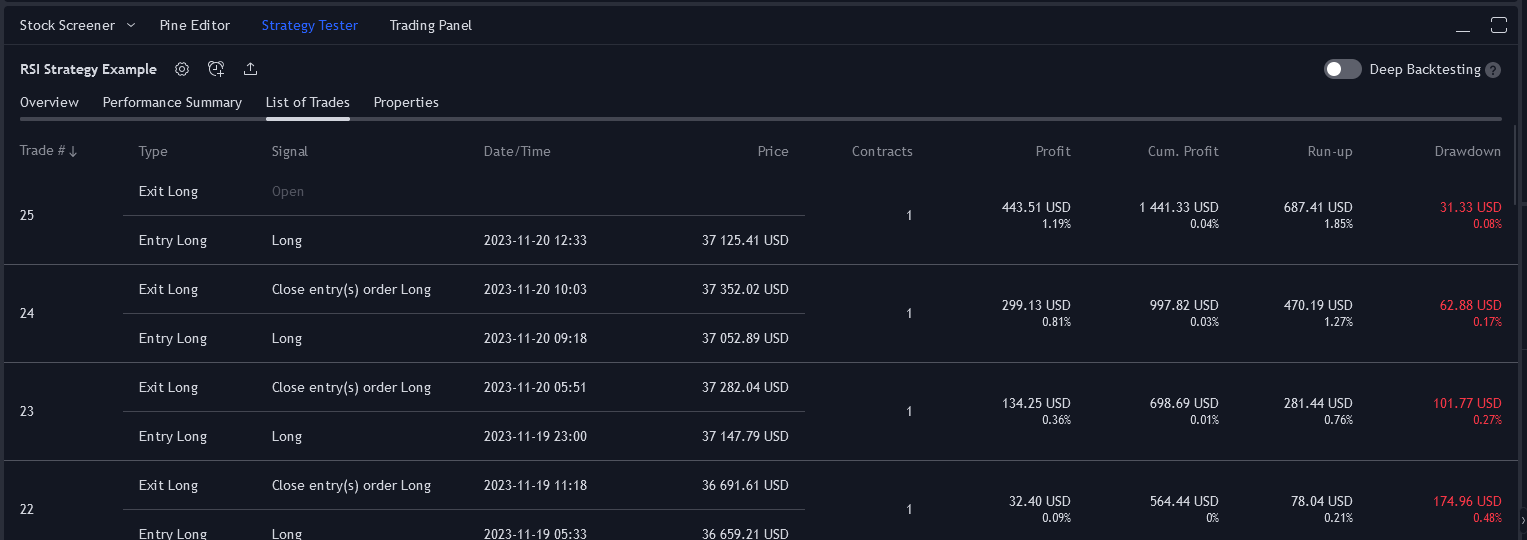 Stock Screener Pine Editor Strategy Tester Trading Panel
RSI Strategy Example Deep Backtesting ?
Overview Performance Summary List of Trades Properties
Trade # ↓ Type Signal Date/Time Price Contracts Profit Cum. Profit Run-up Drawdown
Exit Long Open
25 1 443.51 USD 1 441.33 USD 687.41 USD 31.33 USD
1.19% 0.04% 1.85% 0.08%
Entry Long Long 2023-11-20 12:33 37 125.41 USD
Exit Long Close entry(s) order Long 2023-11-20 10:03 37 352.02 USD
24 1 299.13 USD 997.82 USD 470.19 USD 62.88 USD
0.81% 0.03% 1.27% 0.17%
Entry Long Long 2023-11-20 09:18 37 052.89 USD
Exit Long Close entry(s) order Long 2023-11-20 05:51 37 282.04 USD
23 1 134.25 USD 698.69 USD 281.44 USD 101.77 USD
0.36% 0.01% 0.76% 0.27%
Entry Long Long 2023-11-19 23:00 37 147.79 USD
Exit Long Close entry(s) order Long 2023-11-19 11:18 36 691.61 USD
22 1 32.40 USD 564.44 USD 78.04 USD 174.96 USD
0.09% 0% 0.21% 0.48%
Entry Long Long 2023-11-19 05:33 36 659.21 USD